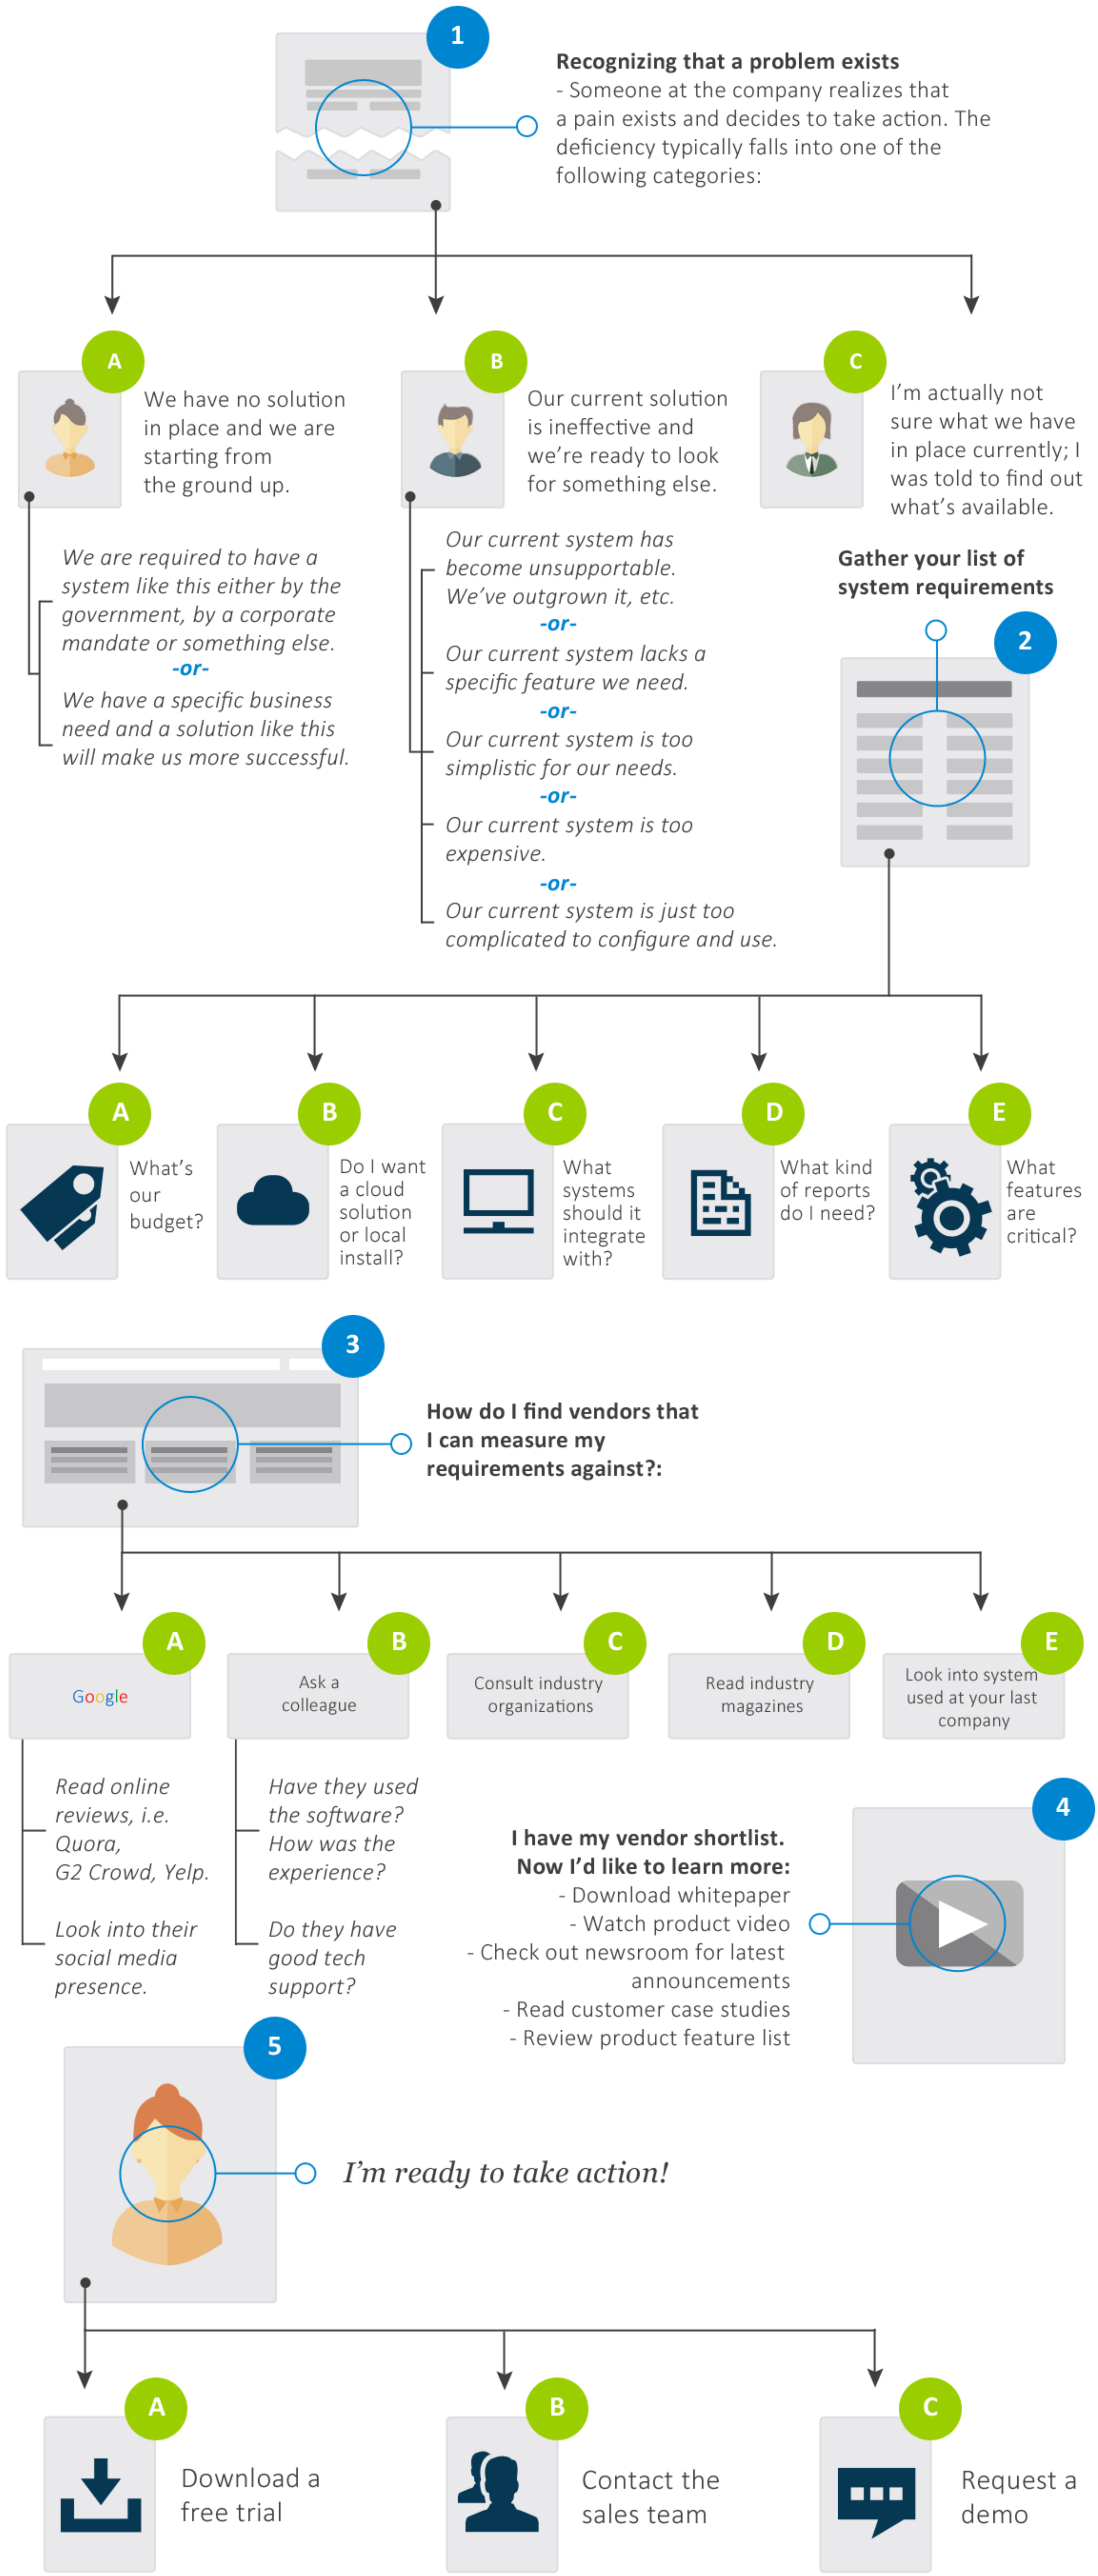 1
Recognizing that a problem exists
- Someone at the company realizes that
a pain exists and decides to take action. The
deficiency typically falls into one of the
following categories:
A
We have no solution
in place and we are
starting from
the ground up.
We are required to have a
system like this either by the
government, by a corporate
mandate or something else.
-or-
We have a specific business
need and a solution like this
will make us more successful.
B
Our current solution
is ineffective and
we're ready to look
for something else.
Our current system has
become unsupportable.
We've outgrown it, etc.
-or-
Our current system lacks a
specific feature we need.
-or-
Our current system is too
simplistic for our needs.
-or-
Our current system is too
expensive.
-or-
Our current system is just too
complicated to configure and use.
C
I'm actually not
sure what we have
in place currently; I
was told to find out
what's available.
Gather your list of
system requirements
2
A
What's
our
budget?
B
Do I want
a cloud
solution
or local
install?
C
What
systems
should it
integrate
with?
D
What kind
of reports
do I need?
E
What
features
are
critical?
3
How do I find vendors that
I can measure my
requirements against?:
A
Google
Read online
reviews, i.e.
Quora,
G2 Crowd, Yelp.
Look into their
social media
presence.
B
Ask a
colleague
Have they used
the software?
How was the
experience?
Do they have
good tech
support?
C
Consult industry
organizations
D
Read industry
magazines
E
Look into system
used at your last
company
4
I have my vendor shortlist.
Now I'd like to learn more:
- Download whitepaper
- Watch product video
- Check out newsroom for latest
announcements
- Read customer case studies
- Review product feature list
5
I'm ready to take action!
A
Download a
free trial
B
Contact the
sales team
C
Request a
demo